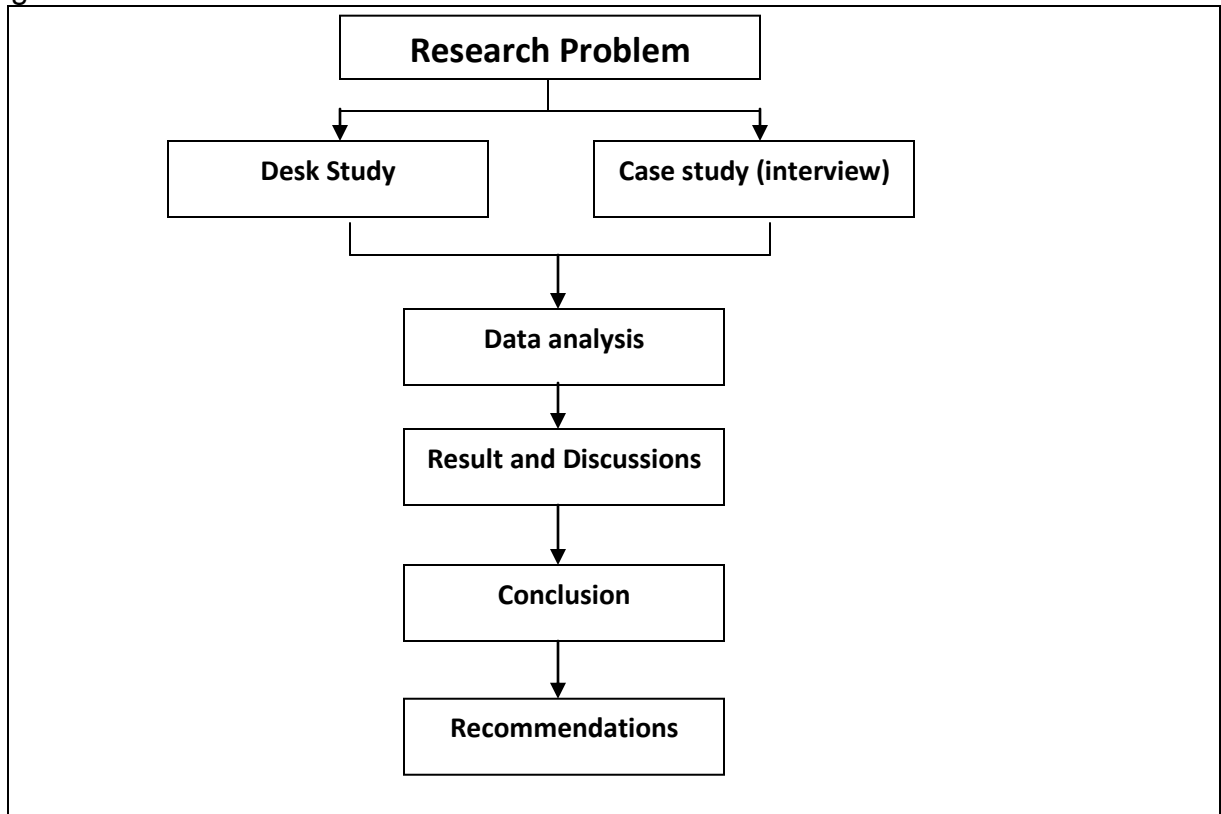 Research Problem
Desk Study
Case study (interview)
Data analysis
Result and Discussions
Conclusion
Recommendations